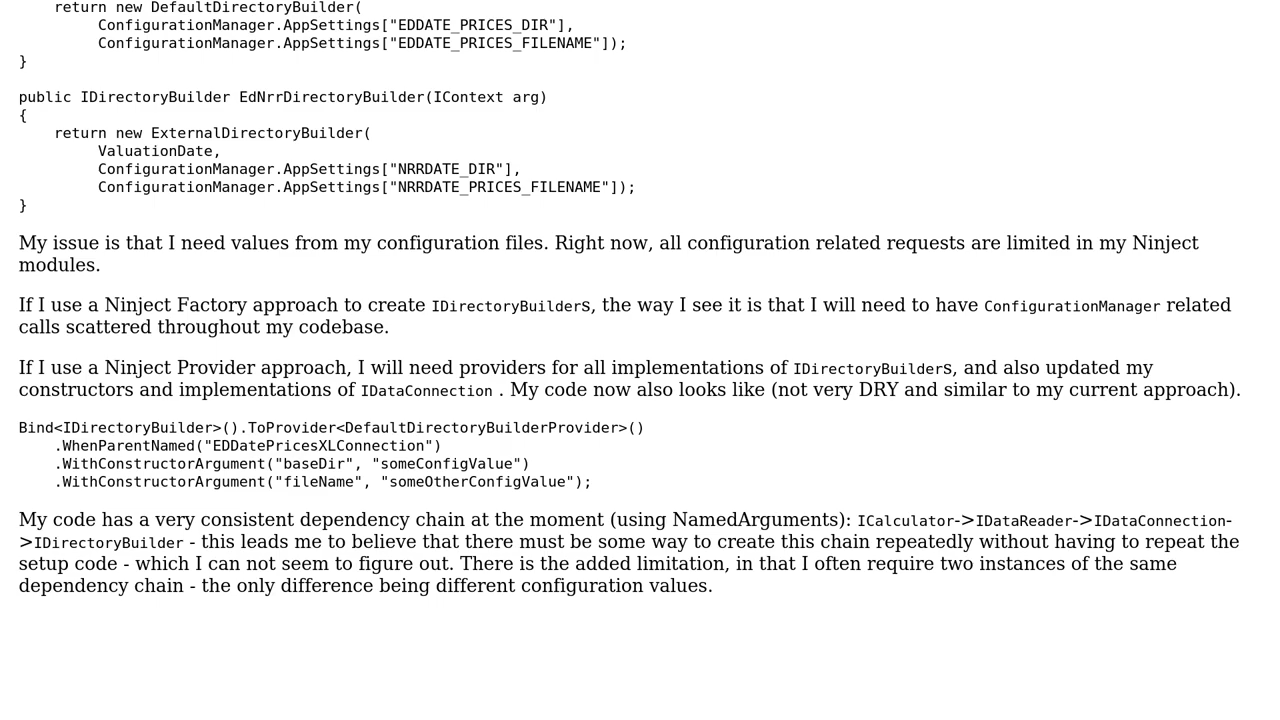 return new DefaultDirectoryBuilder(
         ConfigurationManager.AppSettings["EDDATE_PRICES_DIR"],
         ConfigurationManager.AppSettings["EDDATE_PRICES_FILENAME"]);
}

public IDirectoryBuilder EdNrrDirectoryBuilder(IContext arg)
{
    return new ExternalDirectoryBuilder(
         ValuationDate,
         ConfigurationManager.AppSettings["NRRDATE_DIR"],
         ConfigurationManager.AppSettings["NRRDATE_PRICES_FILENAME"]);
}

My issue is that I need values from my configuration files. Right now, all configuration related requests are limited in my Ninject
modules.

If I use a Ninject Factory approach to create IDirectoryBuilders, the way I see it is that I will need to have ConfigurationManager related
calls scattered throughout my codebase.

If I use a Ninject Provider approach, I will need providers for all implementations of IDirectoryBuilders, and also updated my
constructors and implementations of IDataConnection . My code now also looks like (not very DRY and similar to my current approach).

Bind<IDirectoryBuilder>().ToProvider<DefaultDirectoryBuilderProvider>()
    .WhenParentNamed("EDDatePricesXLConnection")
    .WithConstructorArgument("baseDir", "someConfigValue")
    .WithConstructorArgument("fileName", "someOtherConfigValue");

My code has a very consistent dependency chain at the moment (using NamedArguments): ICalculator->IDataReader->IDataConnection-
>IDirectoryBuilder - this leads me to believe that there must be some way to create this chain repeatedly without having to repeat the
setup code - which I can not seem to figure out. There is the added limitation, in that I often require two instances of the same
dependency chain - the only difference being different configuration values.